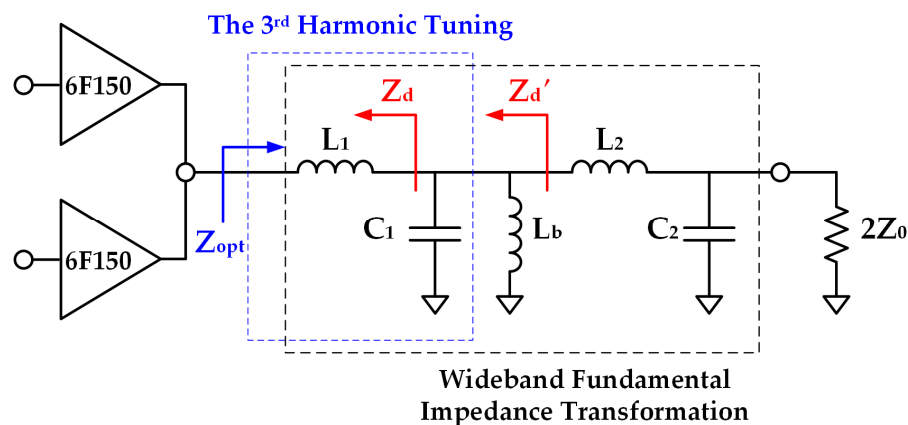 The 3rd Harmonic Tuning
6F150
Zd
Zd′
L1
L2
Zopt
C1
Lb
C2
2Z0
6F150
Wideband Fundamental
Impedance Transformation